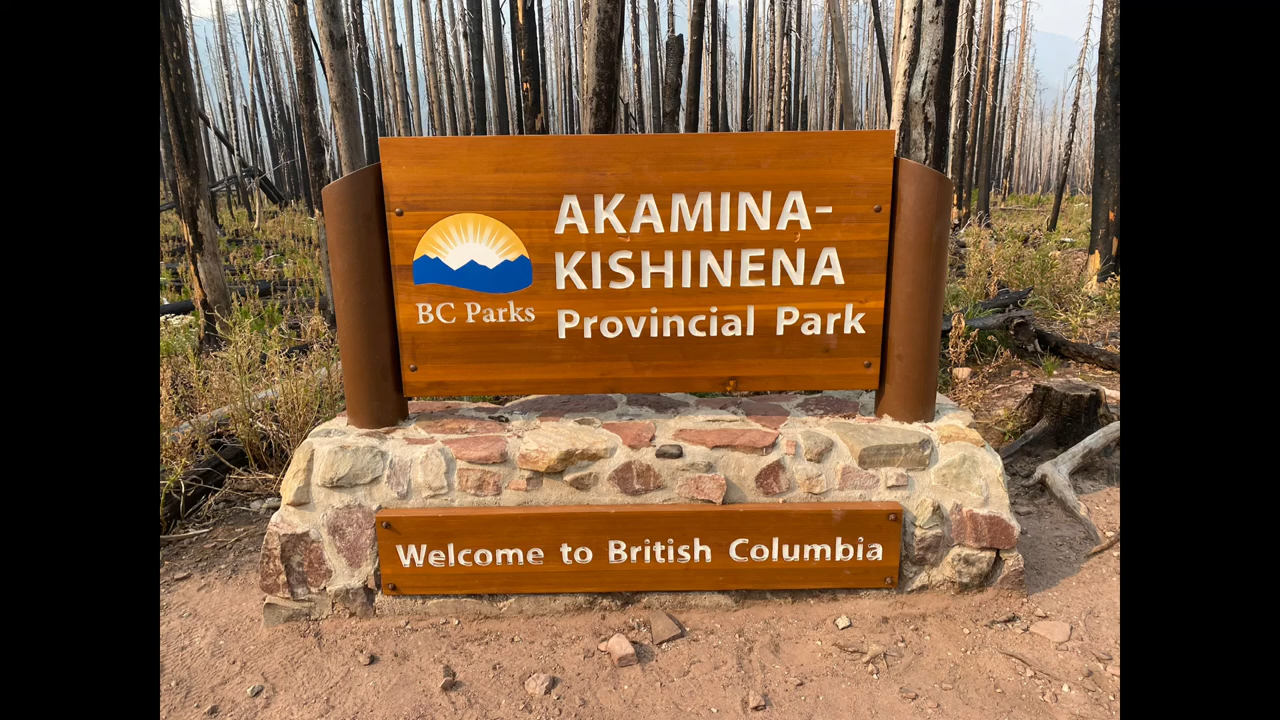 AKAMINA-
KISHINENA
Provincial Park
BC Parks
Welcome to British Columbia